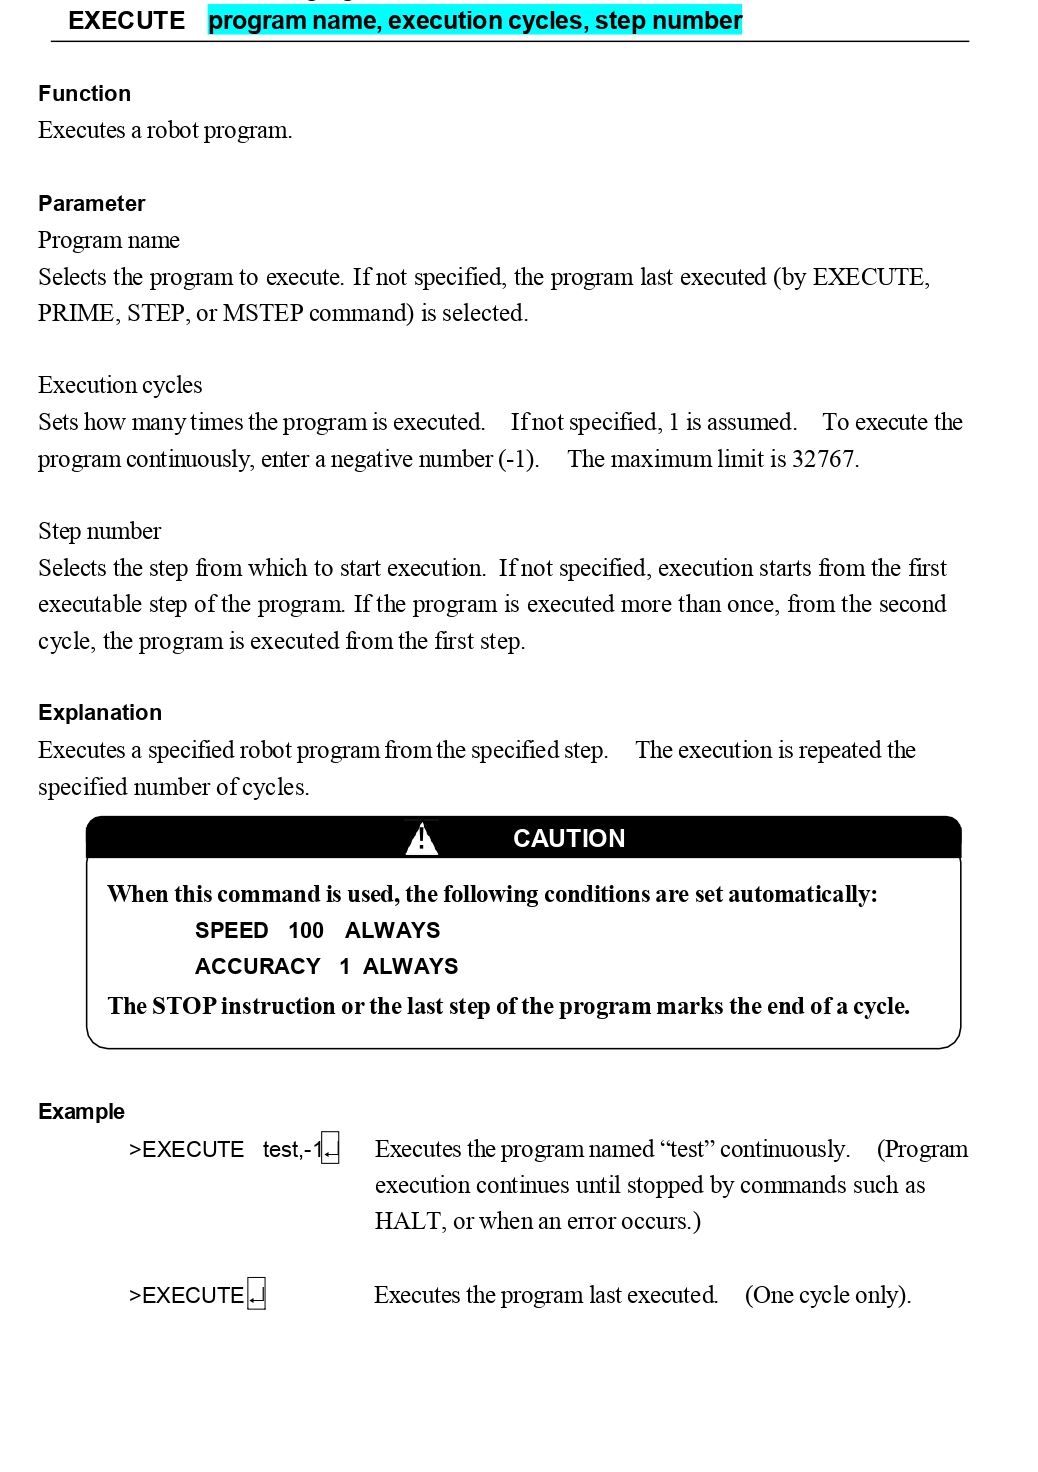 EXECUTE program name, execution cycles, step number
Function
Executes a robot program.
Parameter
Program name
Selects the program to execute. If not specified, the program last executed (by EXECUTE,
PRIME, STEP, or MSTEP command) is selected.
Execution cycles
Sets how many times the program is executed. If not specified, 1 is assumed. To execute the
program continuously, enter a negative number (-1). The maximum limit is 32767.
Step number
Selects the step from which to start execution. If not specified, execution starts from the first
executable step of the program. If the program is executed more than once, from the second
cycle, the program is executed from the first step.
Explanation
Executes a specified robot program from the specified step. The execution is repeated the
specified number of cycles.
CAUTION
When this command is used, the following conditions are set automatically:
SPEED 100 ALWAYS
ACCURACY 1 ALWAYS
The STOP instruction or the last step of the program marks the end of a cycle.
Example
>EXECUTE test,-1↵ Executes the program named “test” continuously. (Program
execution continues until stopped by commands such as
HALT, or when an error occurs.)
>EXECUTE↵ Executes the program last executed. (One cycle only).